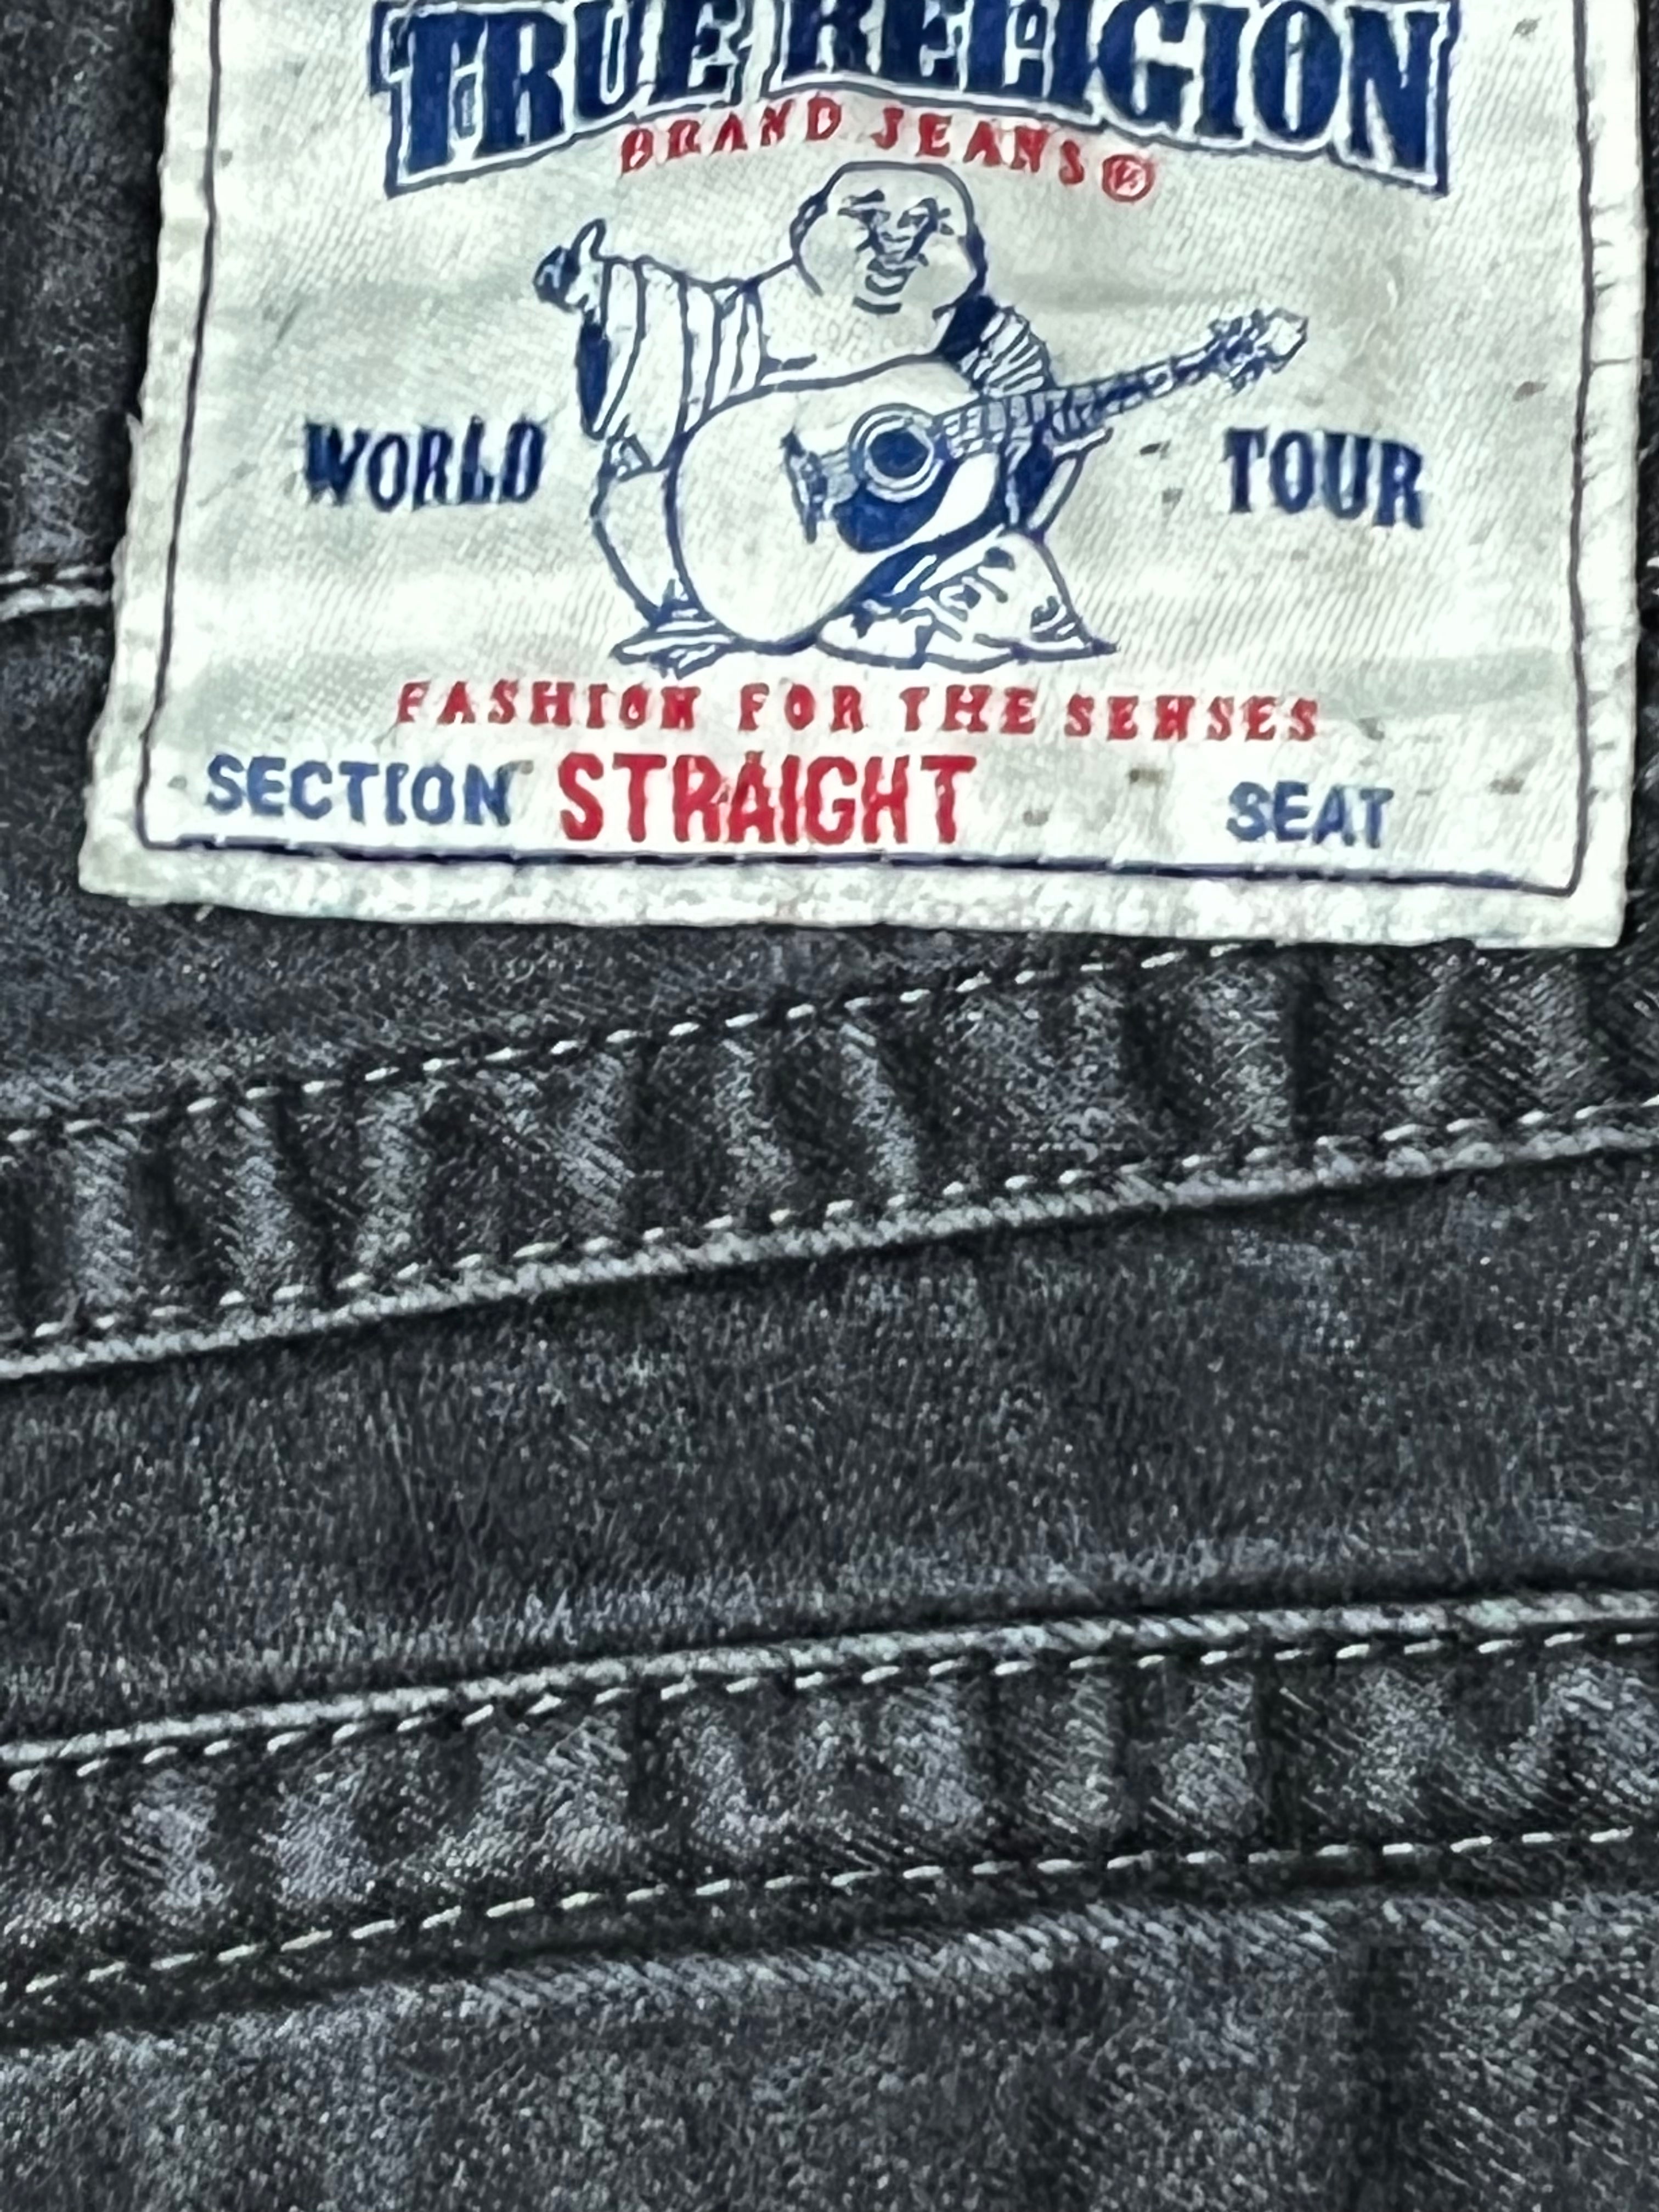 TRUE RELIGION
BRAND JEANS®
WORLD TOUR
FASHION FOR THE SENSES
SECTION STRAIGHT SEAT